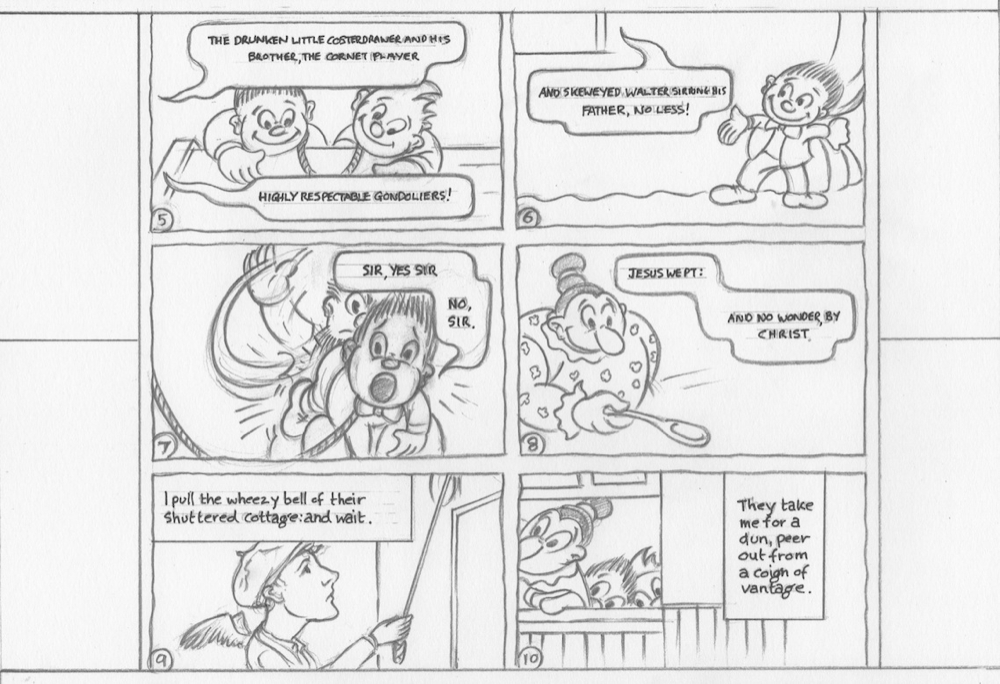 THE DRUNKEN LITTLE COSTERDRAWER AND HIS
BROTHER, THE CORNET PLAYER
HIGHLY RESPECTABLE GONDOLIERS!
5
AND SKEWEYED WALTER SIRRING HIS
FATHER, NO LESS!
6
SIR, YES SIR
NO,
SIR.
7
JESUS WEPT:
AND NO WONDER, BY
CHRIST.
8
I pull the wheezy bell of their
shuttered cottage: and wait.
9
They take
me for a
dun, peer
out from
a coign of
vantage.
10